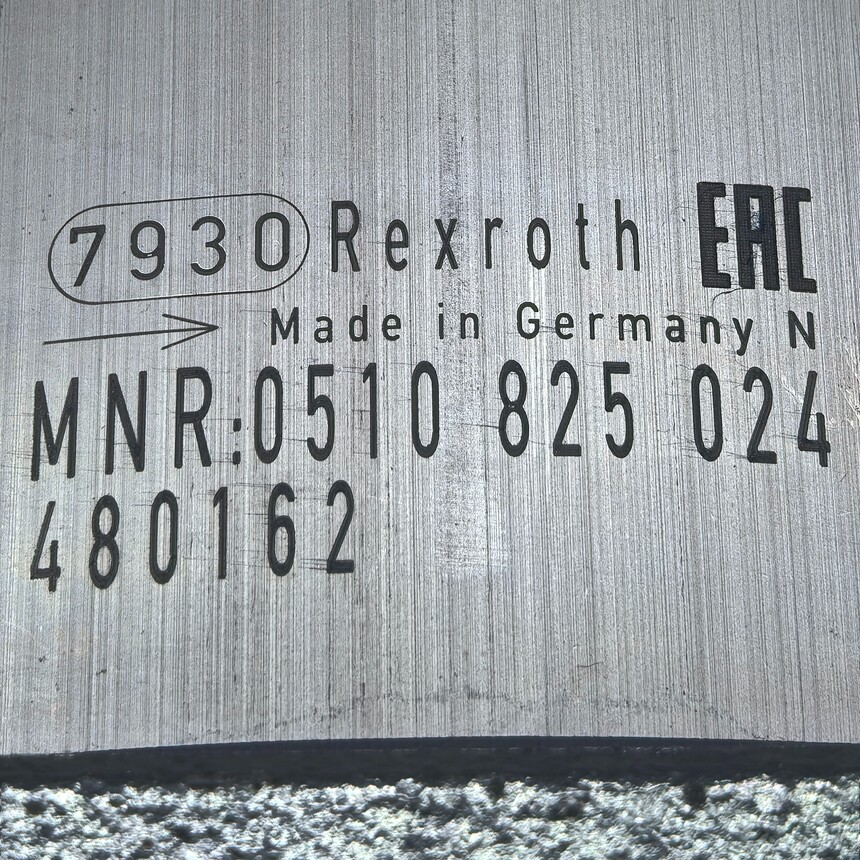 7930 Rexroth EAC
Made in Germany N
MNR:0510 825 024
480162